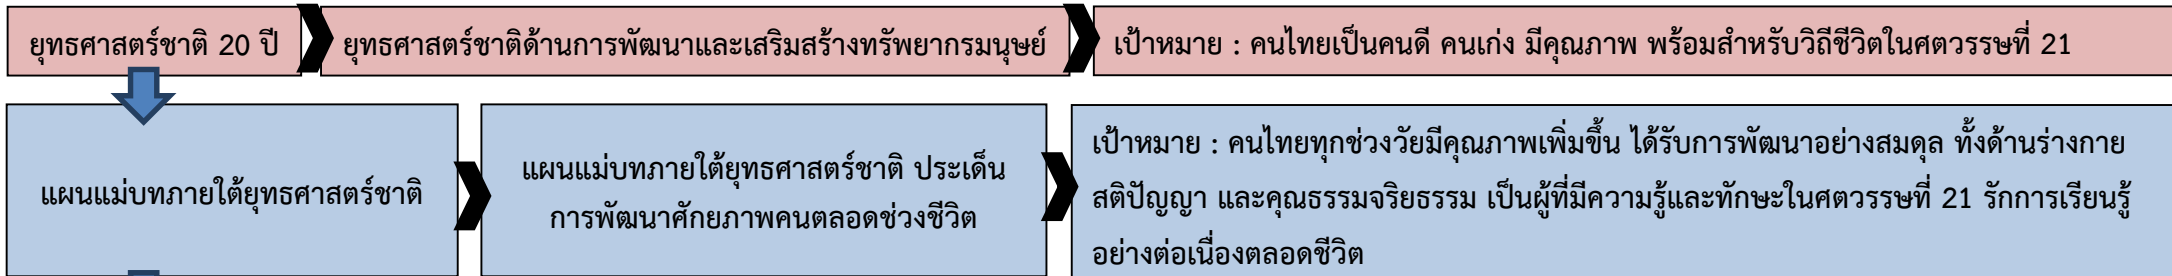 ยุทธศาสตร์ชาติ 20 ปี
ยุทธศาสตร์ชาติด้านการพัฒนาและเสริมสร้างทรัพยากรมนุษย์
เป้าหมาย : คนไทยเป็นคนดี คนเก่ง มีคุณภาพ พร้อมสำหรับวิถีชีวิตในศตวรรษที่ 21
แผนแม่บทภายใต้ยุทธศาสตร์ชาติ
แผนแม่บทภายใต้ยุทธศาสตร์ชาติ ประเด็น
การพัฒนาศักยภาพคนตลอดช่วงชีวิต
เป้าหมาย : คนไทยทุกช่วงวัยมีคุณภาพเพิ่มขึ้น ได้รับการพัฒนาอย่างสมดุล ทั้งด้านร่างกาย
สติปัญญา และคุณธรรมจริยธรรม เป็นผู้ที่มีความรู้และทักษะในศตวรรษที่ 21 รักการเรียนรู้
อย่างต่อเนื่องตลอดชีวิต